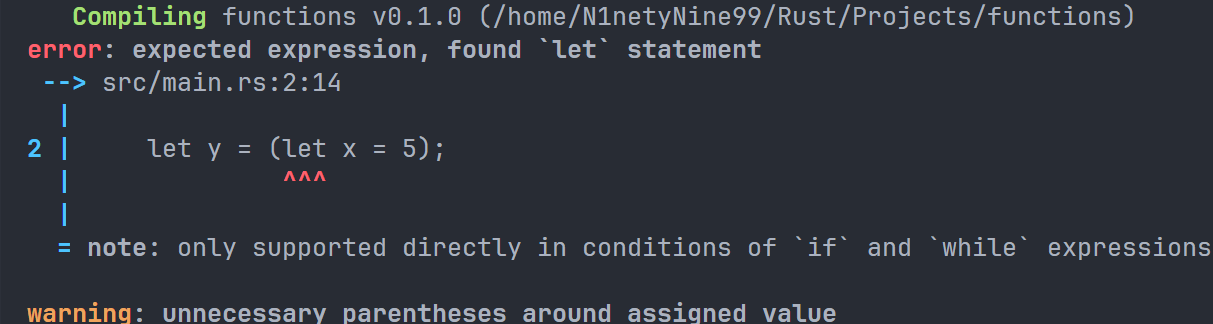 Compiling functions v0.1.0 (/home/N1netyNine99/Rust/Projects/functions)
error: expected expression, found `let` statement
--> src/main.rs:2:14
|
2 |     let y = (let x = 5);
|              ^^^
|
= note: only supported directly in conditions of `if` and `while` expressions
warning: unnecessary parentheses around assigned value